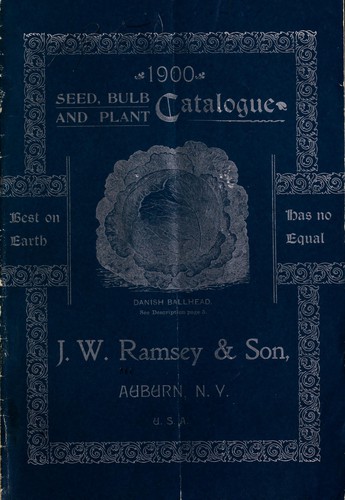 1900
SEED, BULB
AND PLANT
Catalogue
Best on
Earth
Has no
Equal
DANISH BALLHEAD.
See Description page 5.
J. W. Ramsey & Son,
AUBURN, N. Y.
U. S. A.